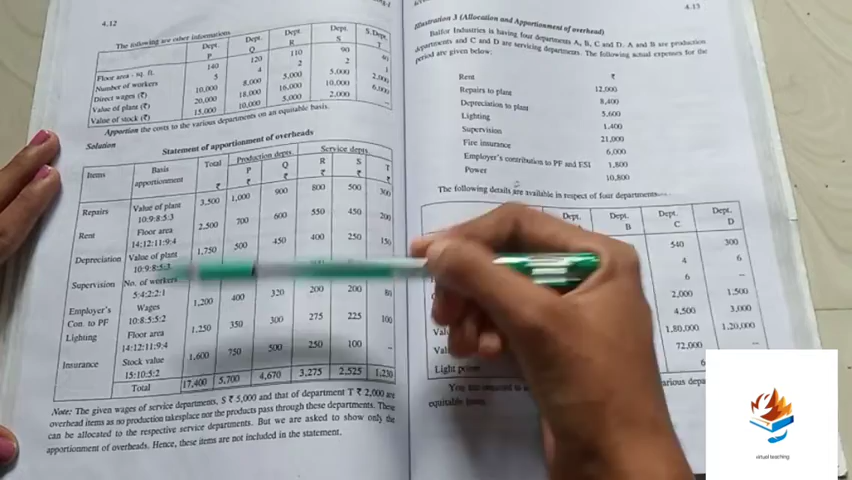 4.12
The following are other informations
Dept. Dept. Dept. Dept. S.Dept.
P Q R S T
Floor area - sq. ft. 140 120 110 90 40
Number of workers 5 4 2 2 1
Direct wages (₹) 10,000 8,000 5,000 5,000 2,000
Value of plant (₹) 20,000 18,000 16,000 10,000 6,000
Value of stock (₹) 15,000 10,000 5,000 2,000 –
Apportion the costs to the various departments on an equitable basis.
Solution
Statement of apportionment of overheads
Items Basis apportionment Total Production depts. Service depts.
P Q R S T
₹ ₹ ₹ ₹ ₹ ₹
Repairs Value of plant 3,500 1,000 900 800 500 300
10:9:8:5:3
Rent Floor area 2,500 700 600 550 450 200
14:12:11:9:4
Depreciation Value of plant 1,750 500 450 400 250 150
10:9:8:5:3
Supervision No. of workers
5:4:2:2:1
Employer's Wages 1,200 400 320 200 200 80
Con. to PF 10:8:5:5:2
Lighting Floor area 1,250 350 300 275 225 100
14:12:11:9:4
Insurance Stock value 1,600 750 500 250 100 –
15:10:5:2
Total 17,400 5,700 4,670 3,275 2,525 1,230
Note: The given wages of service departments, S ₹ 5,000 and that of department T ₹ 2,000 are
overhead items as no production takesplace nor the products pass through these departments. These
can be allocated to the respective service departments. But we are asked to show only the
apportionment of overheads. Hence, these items are not included in the statement.
4.13
Illustration 3 (Allocation and Apportionment of overhead)
Balfor Industries is having four departments A, B, C and D. A and B are production
departments and C and D are servicing departments. The following actual expenses for the
period are given below:
₹
Rent 12,000
Repairs to plant 8,400
Depreciation to plant 5,600
Lighting 1,400
Supervision 21,000
Fire insurance 6,000
Employer's contribution to PF and ESI 1,800
Power 10,800
The following details are available in respect of four departments
Dept. Dept. Dept. Dept.
B C D
540 300
4 6
–
2,000 1,500
4,500 3,000
1,80,000 1,20,000
72,000 –
Light points 6
You are required to
equitable basis.
virtual teaching